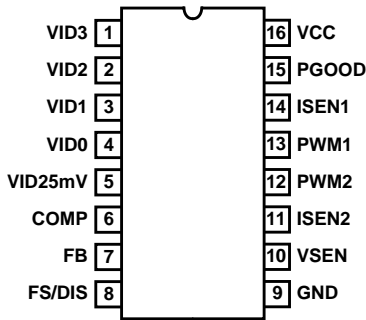 VID3 1 16 VCC
VID2 2 15 PGOOD
VID1 3 14 ISEN1
VID0 4 13 PWM1
VID25mV 5 12 PWM2
COMP 6 11 ISEN2
FB 7 10 VSEN
FS/DIS 8 9 GND